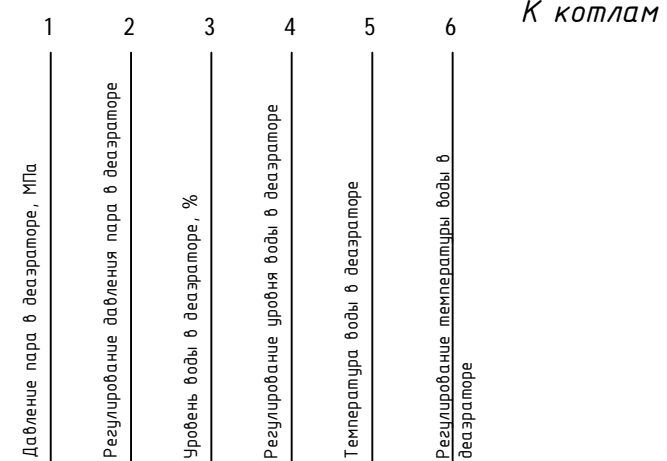 К котлам
1 2 3 4 5 6
Давление пара в деаэраторе, МПа
Регулирование давления пара в деаэраторе
Уровень воды в деаэраторе, %
Регулирование уровня воды в деаэраторе
Температура воды в деаэраторе
Регулирование температуры воды в
деаэраторе